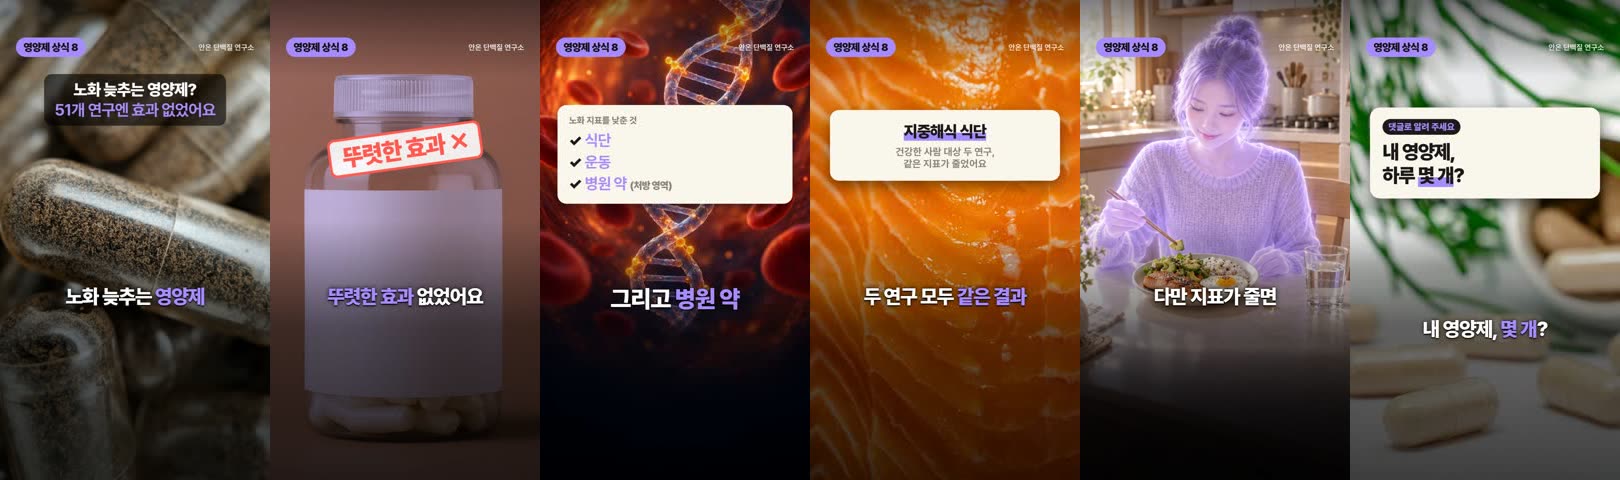 영양제 상식 8
안은 단백질 연구소
노화 늦추는 영양제?
51개 연구엔 효과 없었어요
노화 늦추는 영양제
영양제 상식 8
안은 단백질 연구소
뚜렷한 효과 ✕
뚜렷한 효과 없었어요
영양제 상식 8
안은 단백질 연구소
노화 지표를 낮춘 것
✔ 식단
✔ 운동
✔ 병원 약 (처방 영역)
그리고 병원 약
영양제 상식 8
안은 단백질 연구소
지중해식 식단
건강한 사람 대상 두 연구,
같은 지표가 줄었어요
두 연구 모두 같은 결과
영양제 상식 8
안은 단백질 연구소
다만 지표가 줄면
영양제 상식 8
안은 단백질 연구소
댓글로 알려 주세요
내 영양제,
하루 몇 개?
내 영양제, 몇 개?